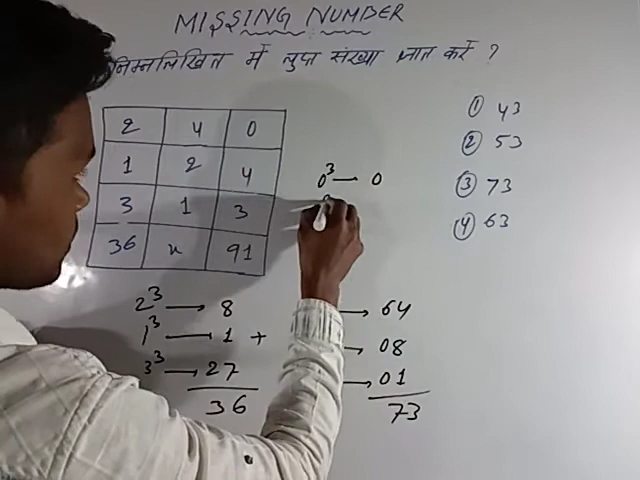 MISSING NUMBER
निम्नलिखित में लुप्त संख्या ज्ञात करें ?
2 4 0
1 2 4
3 1 3
36 x 91
① 43
② 53
③ 73
④ 63
0³ — 0
2³ → 8
1³ — 1 +
3³ → 27
36
→ 64
→ 08
→ 01
73